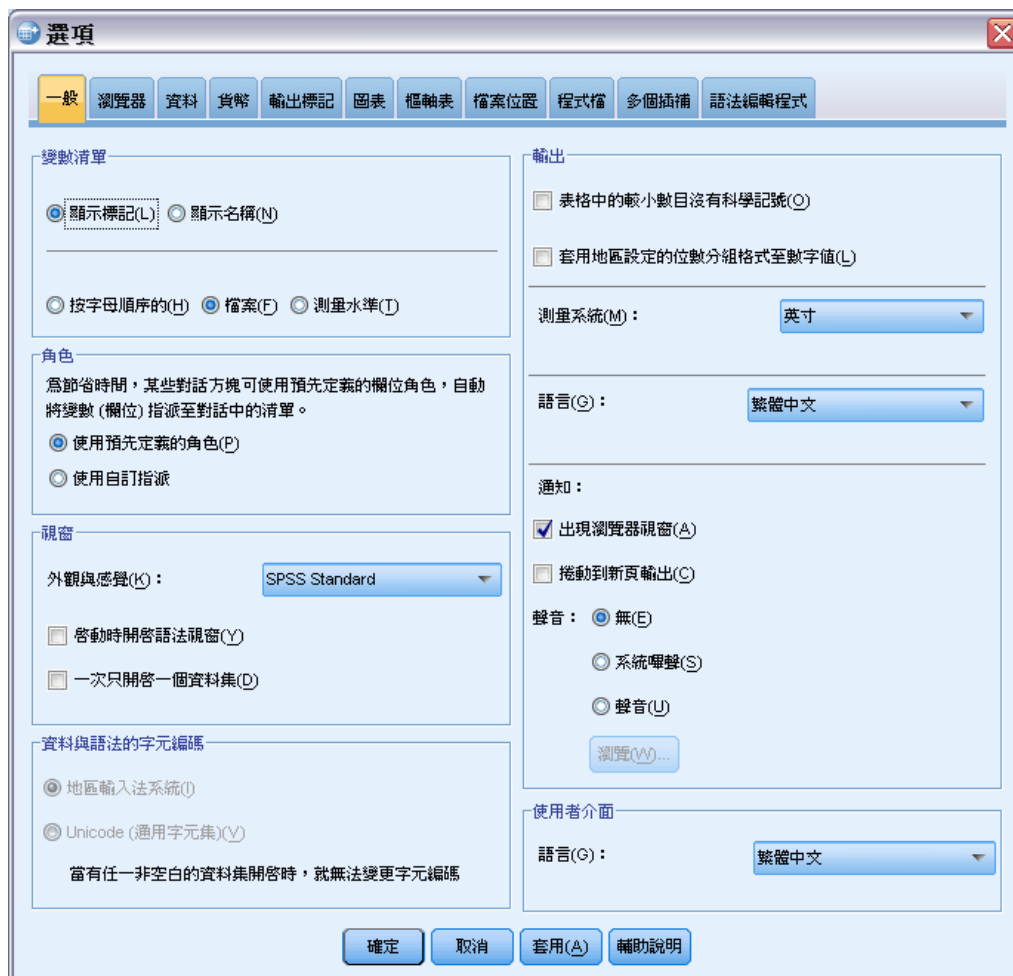 選項
一般 瀏覽器 資料 貨幣 輸出標記 圖表 樞軸表 檔案位置 程式檔 多個插補 語法編輯程式
變數清單
顯示標記(L) 顯示名稱(N)
按字母順序的(H) 檔案(F) 測量水準(T)
角色
為節省時間，某些對話方塊可使用預先定義的欄位角色，自動
將變數 (欄位) 指派至對話中的清單。
使用預先定義的角色(P)
使用自訂指派
視窗
外觀與感覺(K)： SPSS Standard
啟動時開啟語法視窗(Y)
一次只開啟一個資料集(D)
資料與語法的字元編碼
地區輸入法系統(I)
Unicode (通用字元集)(V)
當有任一非空白的資料集開啟時，就無法變更字元編碼
輸出
表格中的較小數目沒有科學記號(O)
套用地區設定的位數分組格式至數字值(L)
測量系統(M)： 英寸
語言(G)： 繁體中文
通知：
出現瀏覽器視窗(A)
捲動到新頁輸出(C)
聲音： 無(E)
系統嗶聲(S)
聲音(U)
瀏覽(W)...
使用者介面
語言(G)： 繁體中文
確定 取消 套用(A) 輔助說明